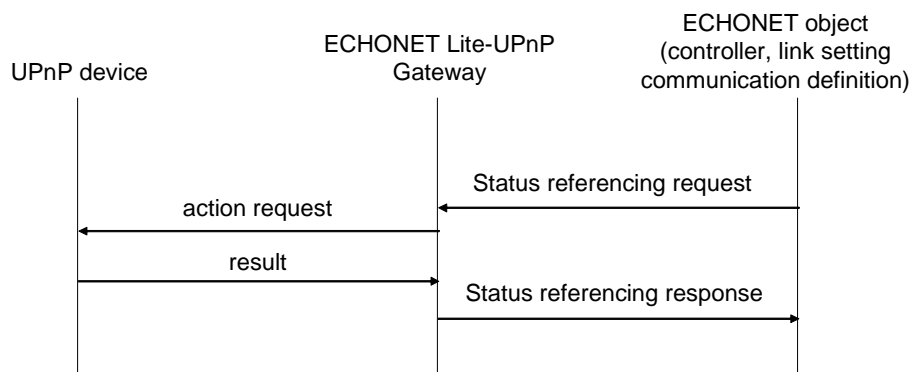 UPnP device
ECHONET Lite-UPnP
Gateway
ECHONET object
(controller, link setting
communication definition)
Status referencing request
action request
result
Status referencing response